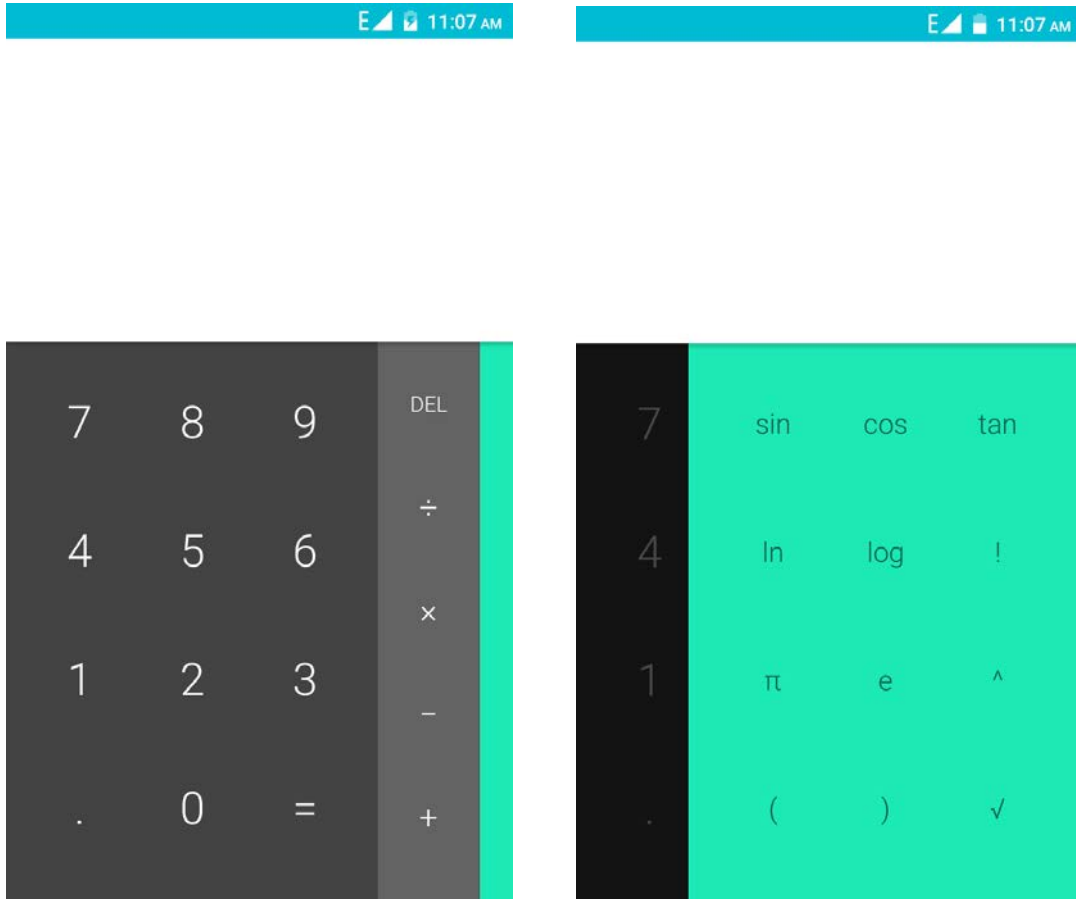 E 11:07 AM
7 8 9 DEL
÷
4 5 6
×
1 2 3
−
. 0 =
+
E 11:07 AM
7 sin cos tan
4 ln log !
1 π e ^
. ( ) √